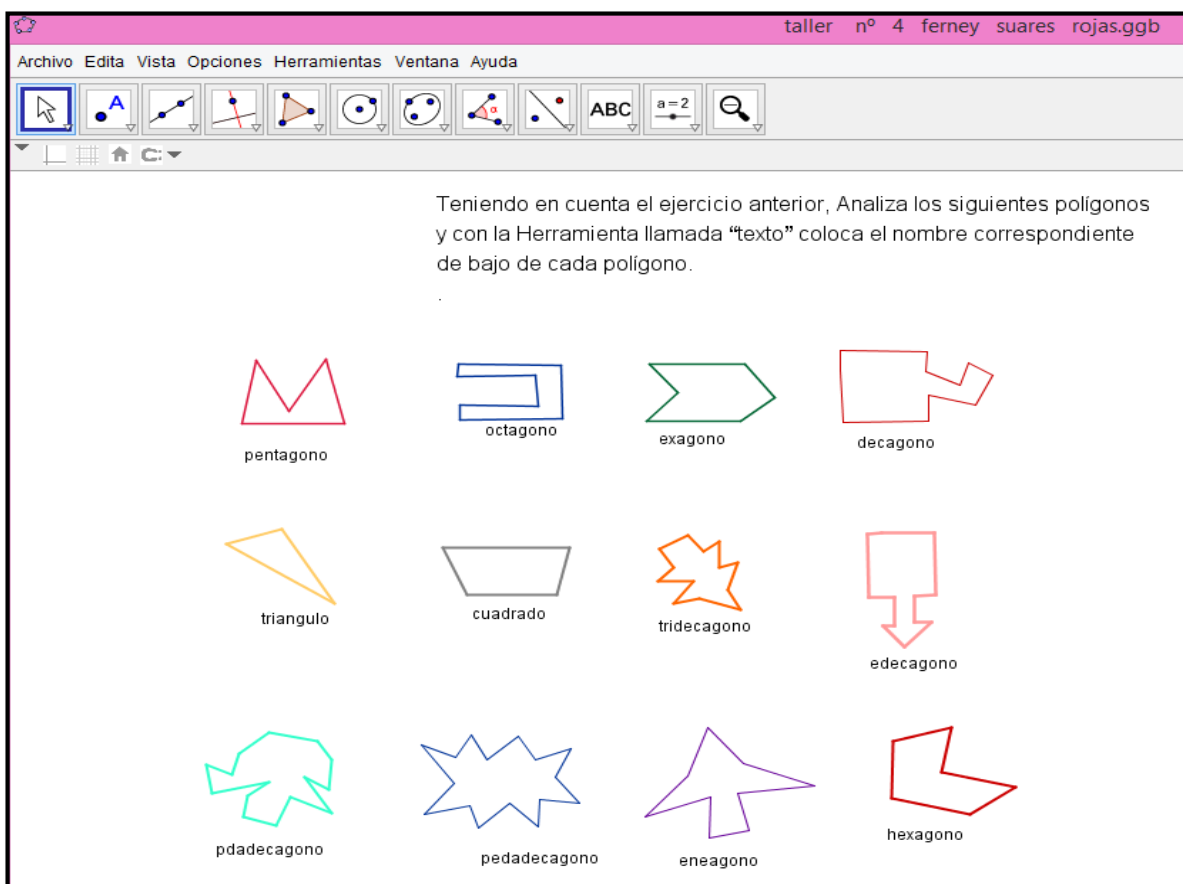 taller nº 4 ferney suares rojas.ggb
Archivo Edita Vista Opciones Herramientas Ventana Ayuda
A
α
ABC
a = 2
Teniendo en cuenta el ejercicio anterior, Analiza los siguientes polígonos
y con la Herramienta llamada “texto” coloca el nombre correspondiente
de bajo de cada polígono.
.
pentagono
octagono
exagono
decagono
triangulo
cuadrado
tridecagono
edecagono
pdadecagono
pedadecagono
eneagono
hexagono